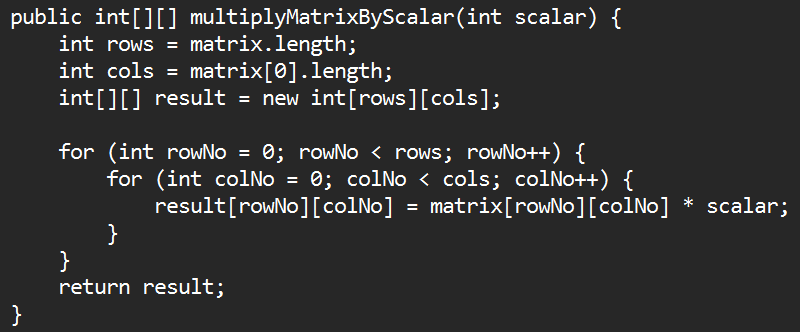 public int[][] multiplyMatrixByScalar(int scalar) {
    int rows = matrix.length;
    int cols = matrix[0].length;
    int[][] result = new int[rows][cols];

    for (int rowNo = 0; rowNo < rows; rowNo++) {
        for (int colNo = 0; colNo < cols; colNo++) {
            result[rowNo][colNo] = matrix[rowNo][colNo] * scalar;
        }
    }
    return result;
}